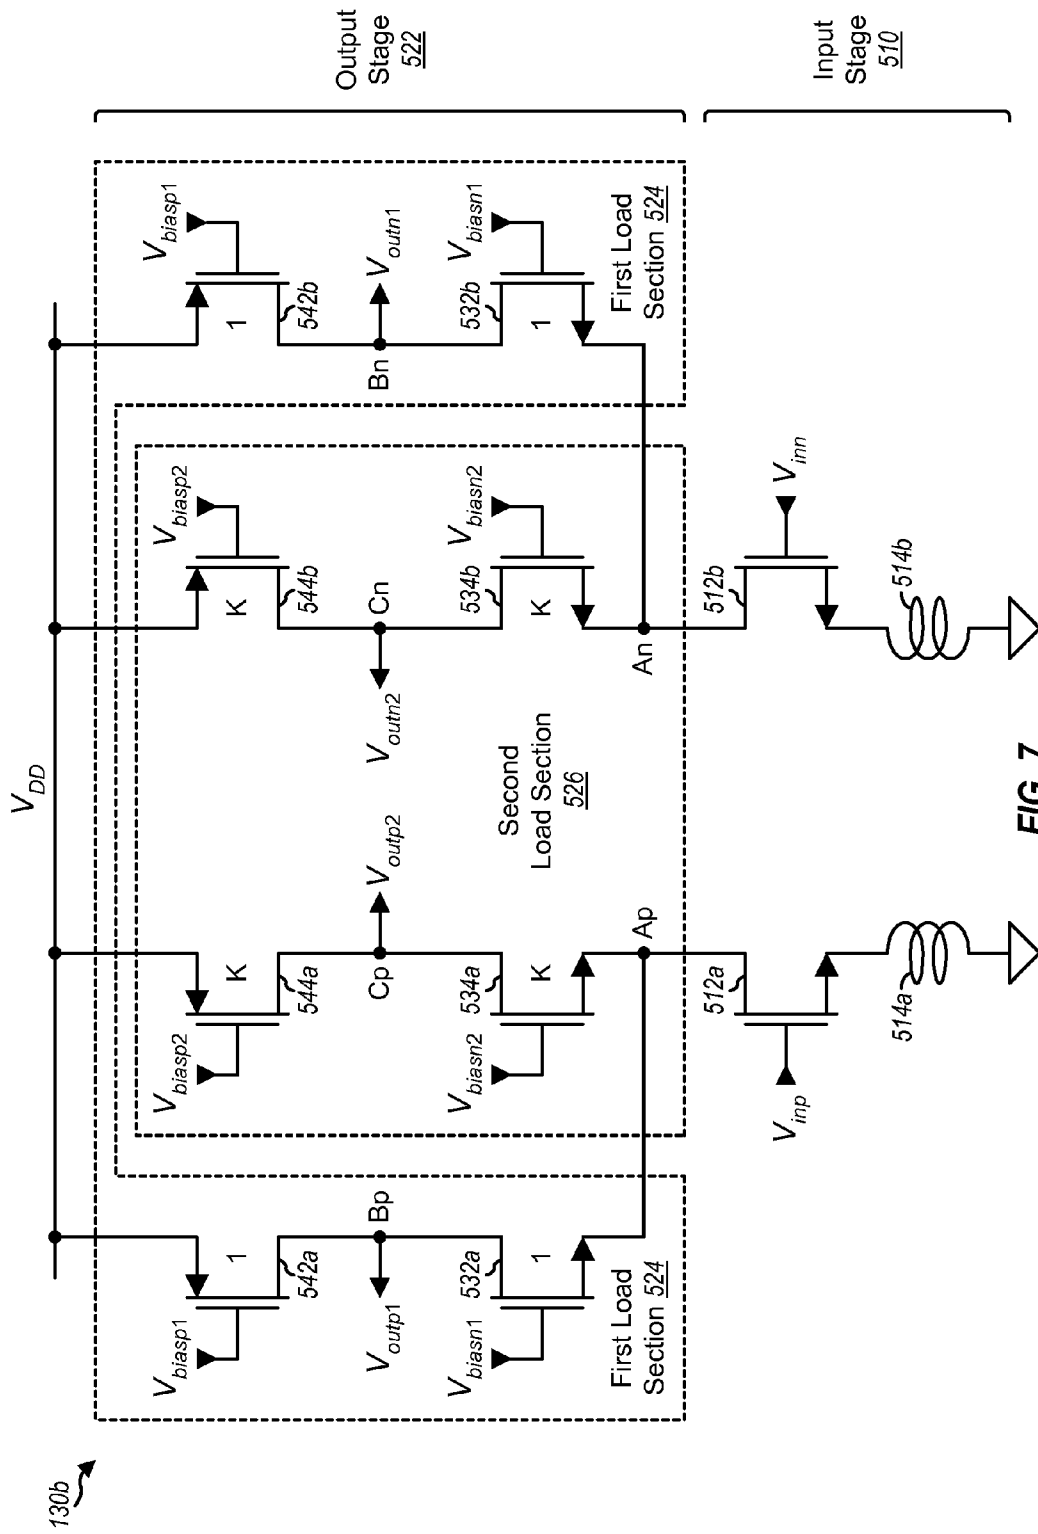 130b
V_DD
V_biasp1
1
542a
V_biasp2
K
544a
V_biasp2
K
544b
V_biasp1
1
542b
Bp
V_outp1
Cp
V_outp2
Cn
V_outn2
Bn
V_outn1
V_biasn1
1
532a
V_biasn2
K
534a
V_biasn2
K
534b
V_biasn1
1
532b
First Load
Section 524
Second
Load Section
526
First Load
Section 524
Ap
An
V_inp
512a
512b
V_inn
514a
514b
Output
Stage
522
Input
Stage
510
FIG. 7